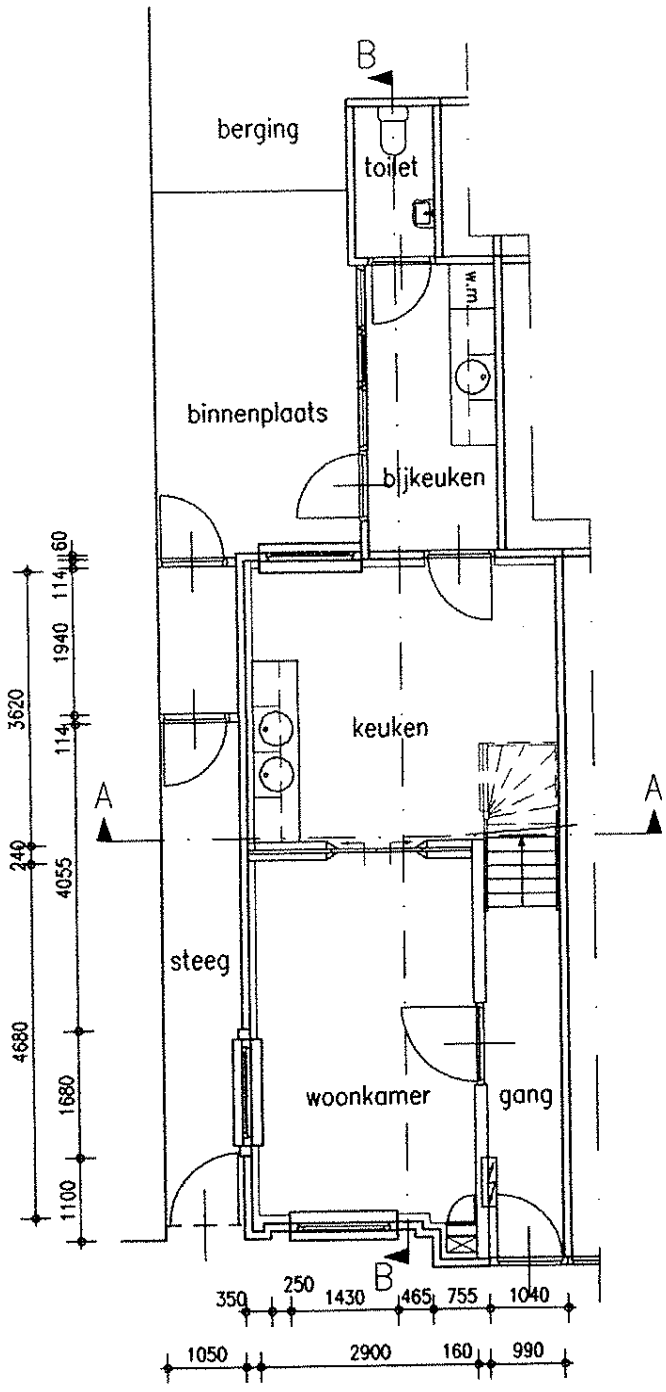 B
berging
toilet
w.m.
binnenplaats
bijkeuken
60
114
1940
3620
114
keuken
A
A
240
4055
steeg
4680
woonkamer
gang
1680
1100
B
350
250
1430
465
755
1040
1050
2900
160
990